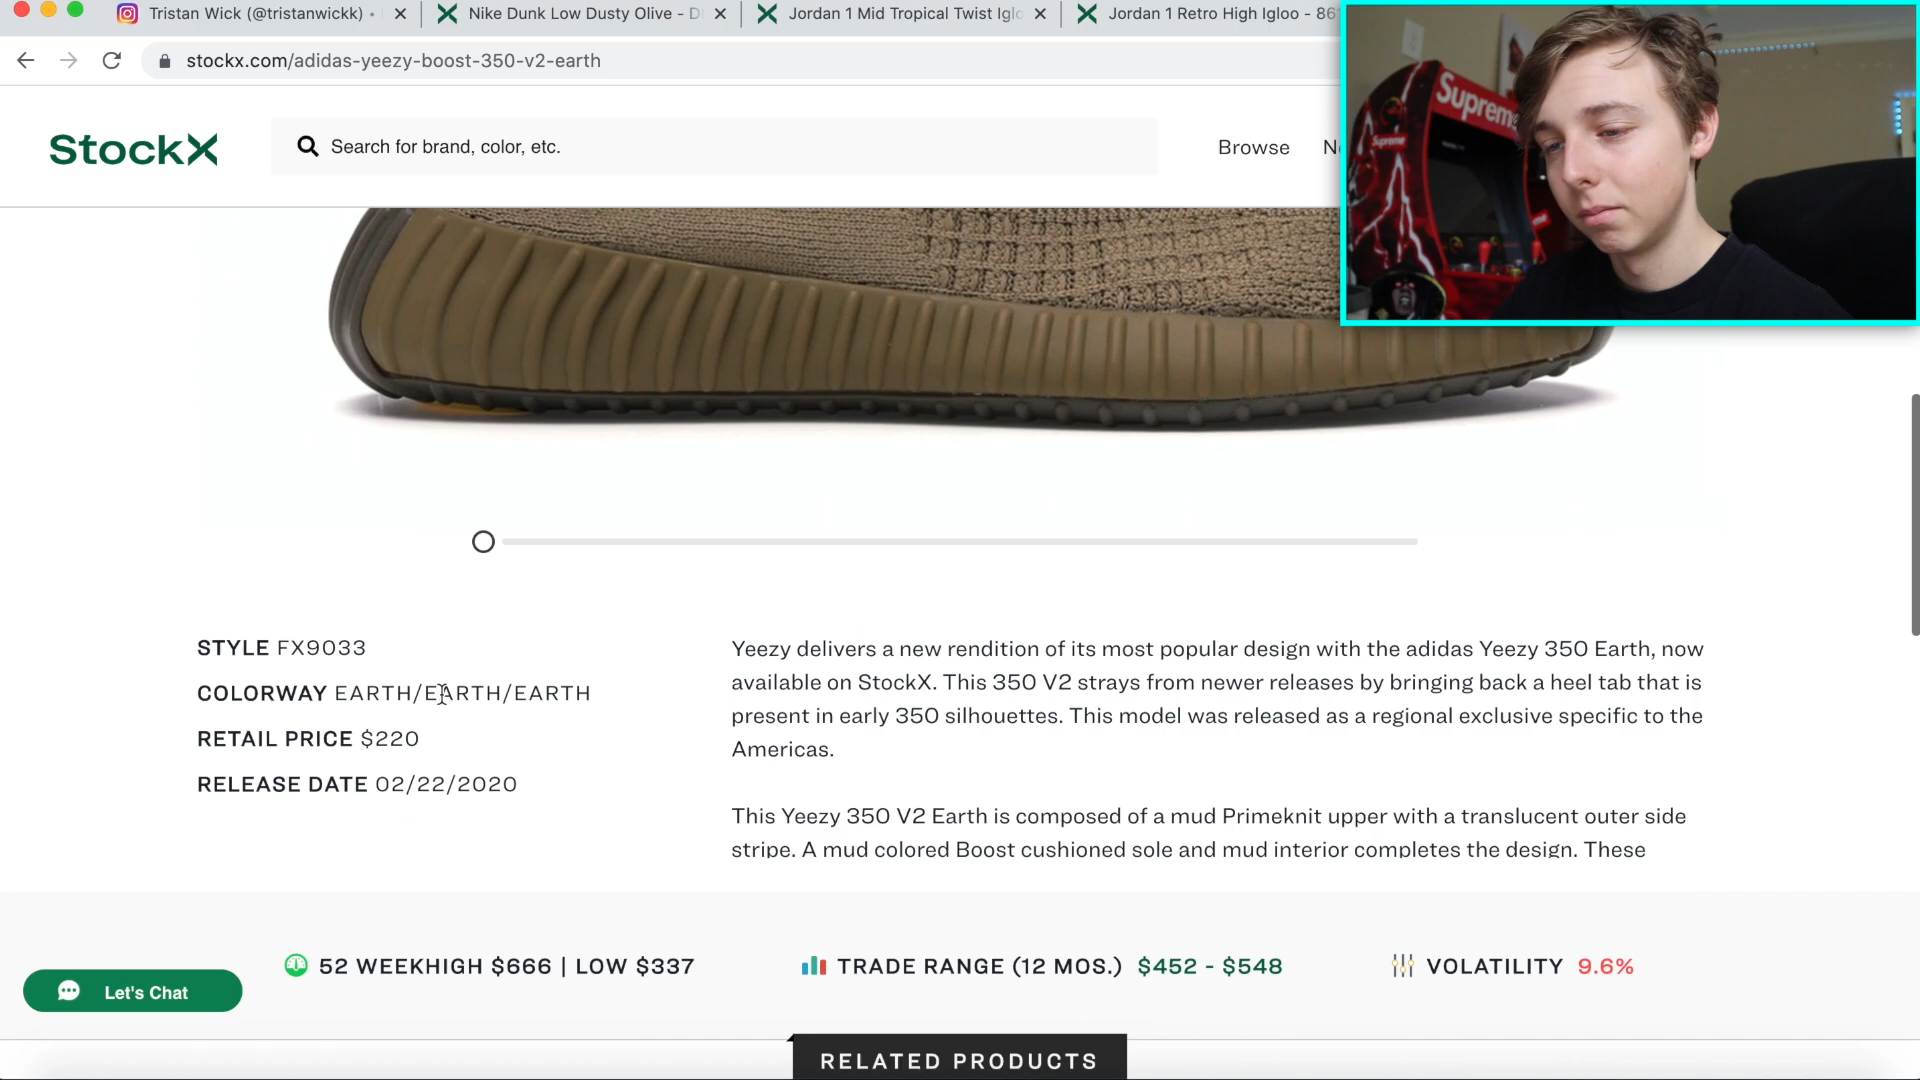 Tristan Wick (@tristanwickk) •
Nike Dunk Low Dusty Olive - D
Jordan 1 Mid Tropical Twist Iglo
Jordan 1 Retro High Igloo - 86
stockx.com/adidas-yeezy-boost-350-v2-earth
StockX
Search for brand, color, etc.
Browse
Supreme
Supreme
STYLE FX9033
COLORWAY EARTH/EARTH/EARTH
RETAIL PRICE $220
RELEASE DATE 02/22/2020
Yeezy delivers a new rendition of its most popular design with the adidas Yeezy 350 Earth, now
available on StockX. This 350 V2 strays from newer releases by bringing back a heel tab that is
present in early 350 silhouettes. This model was released as a regional exclusive specific to the
Americas.
This Yeezy 350 V2 Earth is composed of a mud Primeknit upper with a translucent outer side
stripe. A mud colored Boost cushioned sole and mud interior completes the design. These
52 WEEKHIGH $666 | LOW $337
TRADE RANGE (12 MOS.) $452 - $548
VOLATILITY 9.6%
Let's Chat
RELATED PRODUCTS